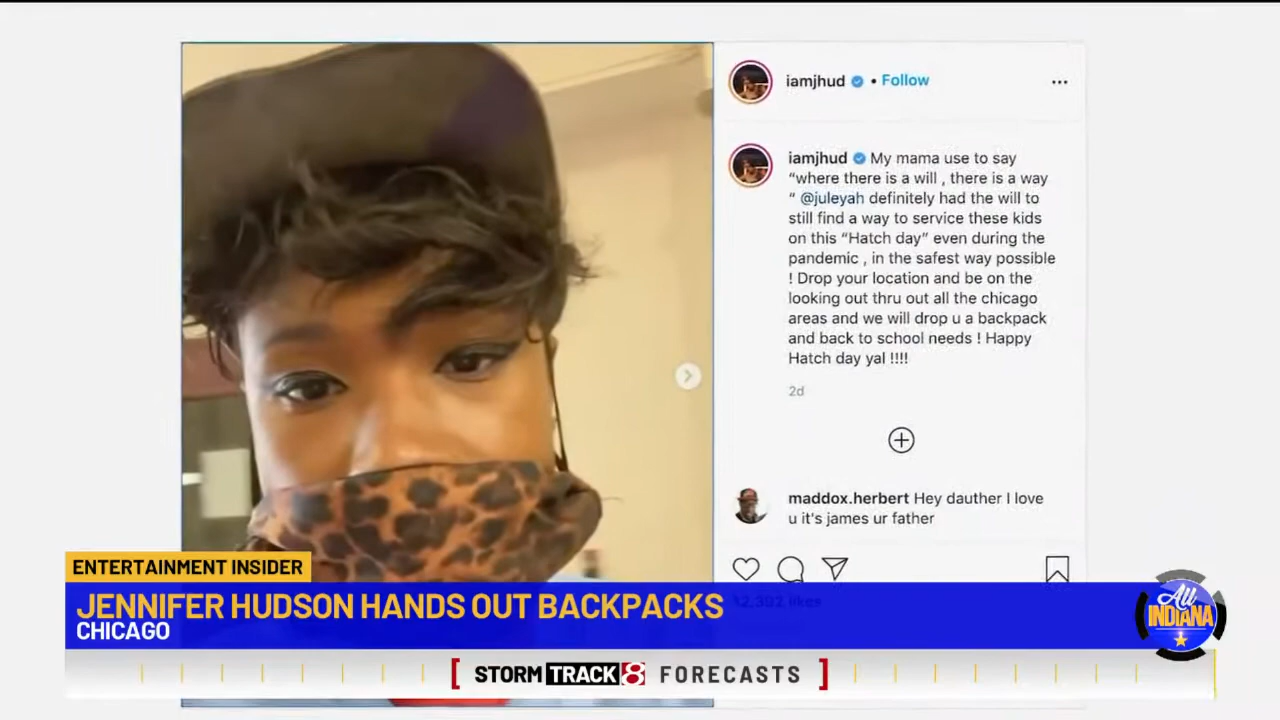 iamjhud • Follow
iamjhud My mama use to say
“where there is a will , there is a way
“ @juleyah definitely had the will to
still find a way to service these kids
on this “Hatch day” even during the
pandemic , in the safest way possible
! Drop your location and be on the
looking out thru out all the chicago
areas and we will drop u a backpack
and back to school needs ! Happy
Hatch day yal !!!!
2d
maddox.herbert Hey dauther I love
u it's james ur father
likes
ENTERTAINMENT INSIDER
JENNIFER HUDSON HANDS OUT BACKPACKS
CHICAGO
All
INDIANA
[ STORM TRACK 8 FORECASTS ]